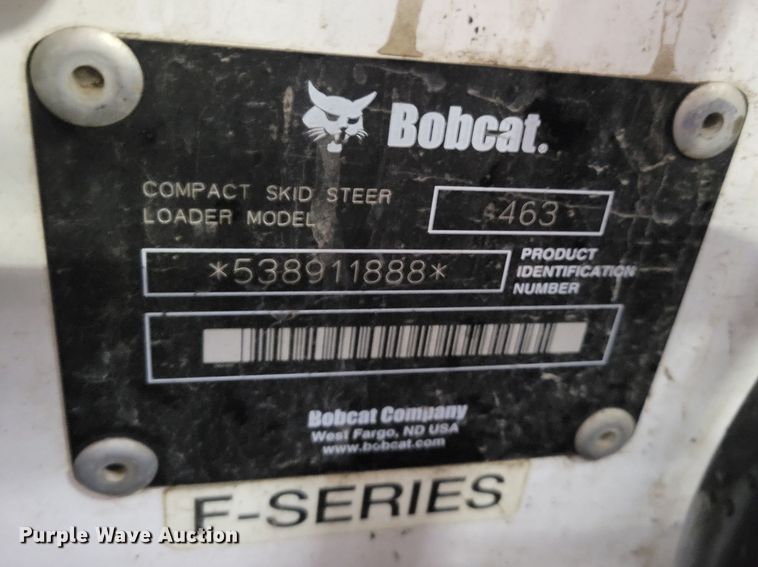 Bobcat.
COMPACT SKID STEER
LOADER MODEL
463
*538911888*
PRODUCT
IDENTIFICATION
NUMBER
Bobcat Company
West Fargo, ND USA
www.bobcat.com
F-SERIES
Purple Wave Auction